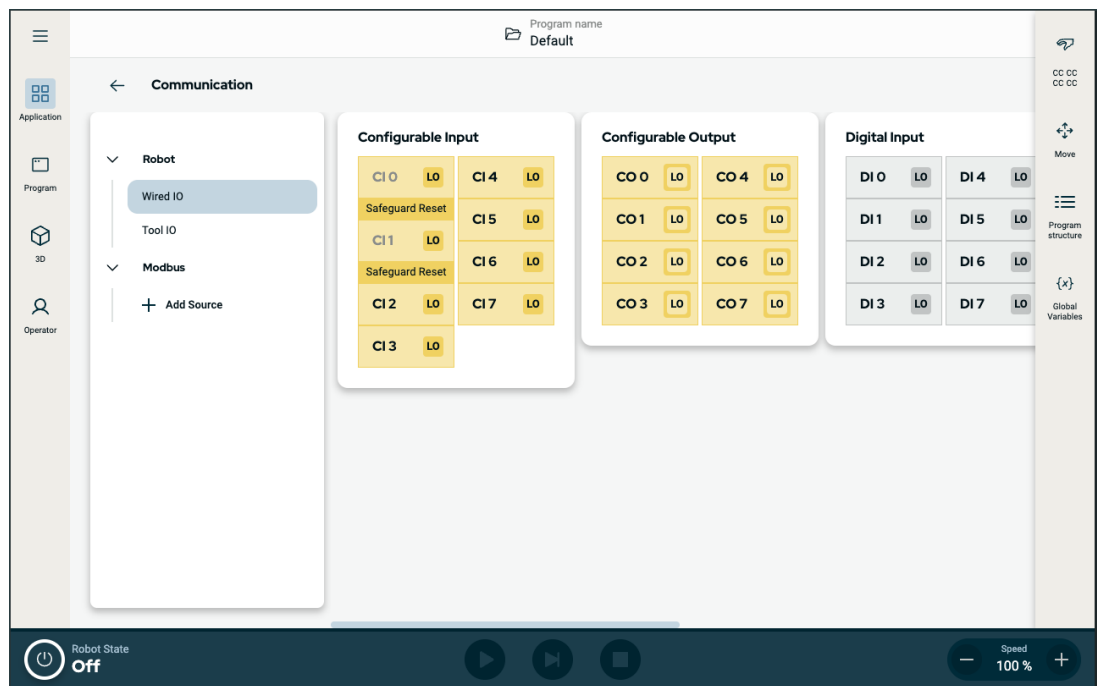 Program name
Default
Application
Program
3D
Operator
Communication
Robot
Wired IO
Tool IO
Modbus
Add Source
Configurable Input
CI 0 LO CI 4 LO
Safeguard Reset
CI 5 LO
CI 1 LO
CI 6 LO
Safeguard Reset
CI 2 LO CI 7 LO
CI 3 LO
Configurable Output
CO 0 LO CO 4 LO
CO 1 LO CO 5 LO
CO 2 LO CO 6 LO
CO 3 LO CO 7 LO
Digital Input
DI 0 LO DI 4 LO
DI 1 LO DI 5 LO
DI 2 LO DI 6 LO
DI 3 LO DI 7 LO
CC CC
CC CC
Move
Program
structure
{x}
Global
Variables
Robot State
Off
Speed
100 %